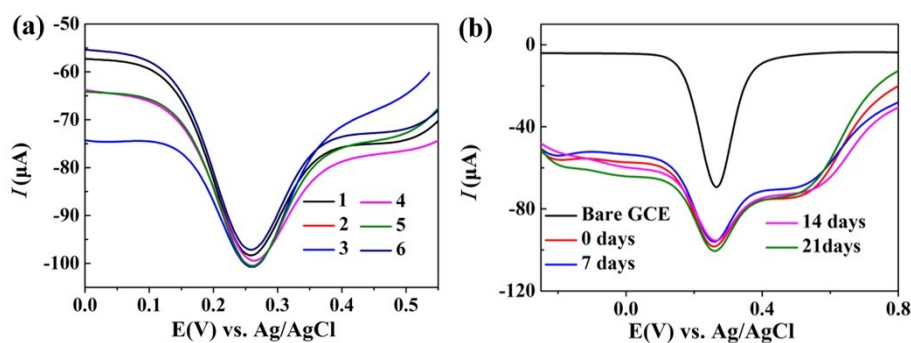 (a)
-50
-60
-70
-80
-90
-100
I (μA)
1 4
2 5
3 6
0.0 0.1 0.2 0.3 0.4 0.5
E(V) vs. Ag/AgCl
(b)
0
-40
-80
-120
I (μA)
Bare GCE
0 days
7 days
14 days
21days
0.0 0.4 0.8
E(V) vs. Ag/AgCl